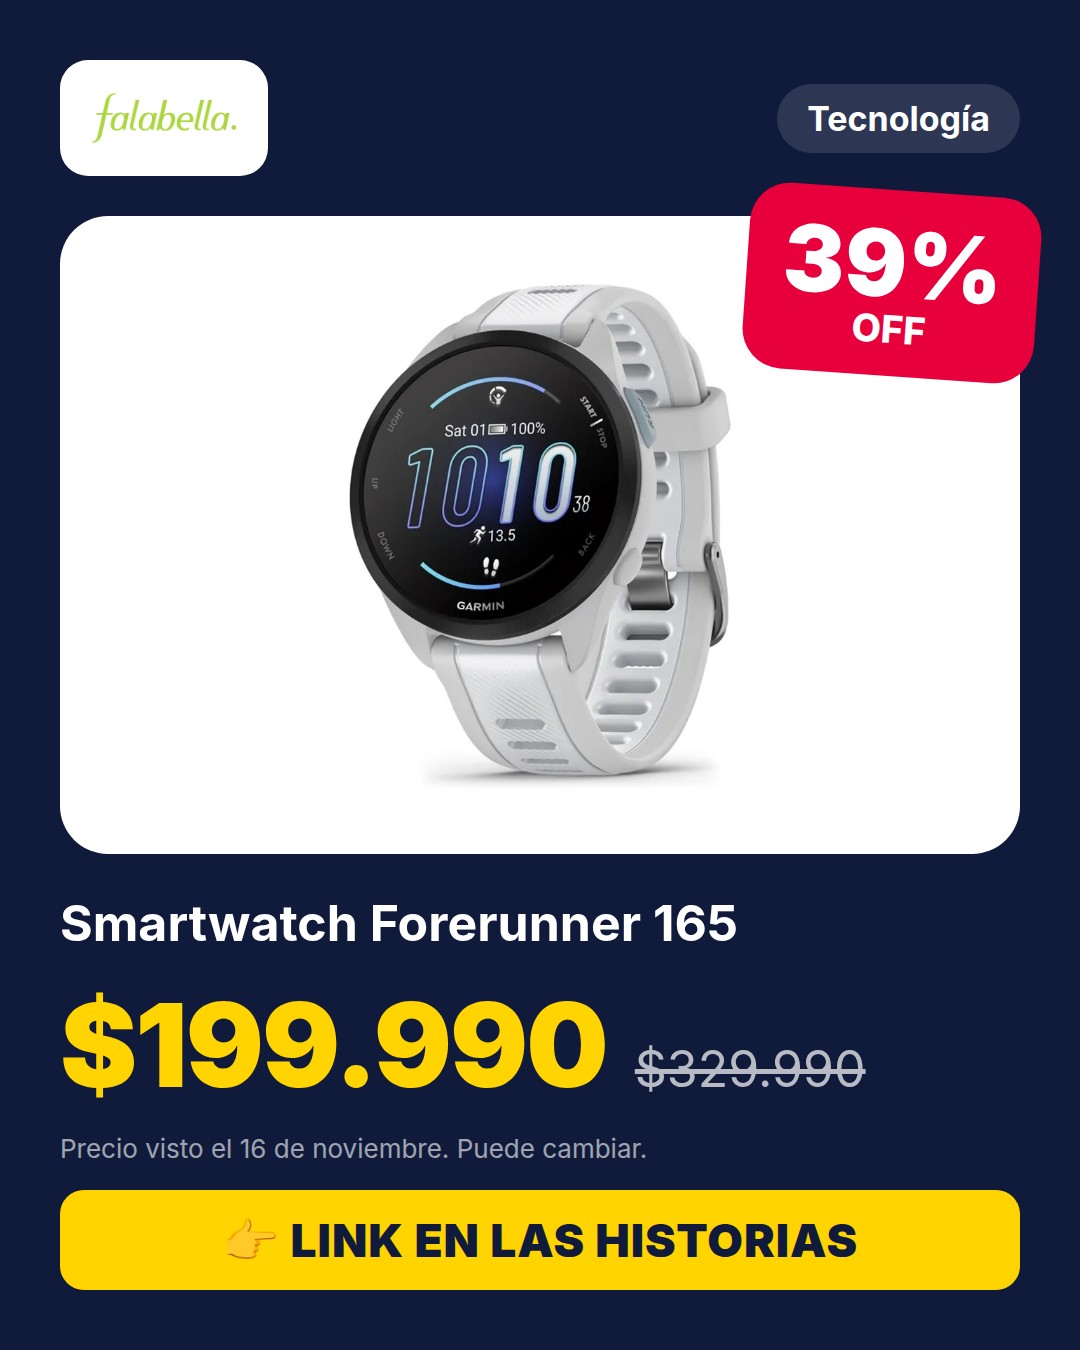 falabella.
Tecnología
39%
OFF
LIGHT
START
STOP
Sat 01 100%
UP
1010 38
13.5
DOWN
BACK
GARMIN
Smartwatch Forerunner 165
$199.990 $329.990
Precio visto el 16 de noviembre. Puede cambiar.
👉 LINK EN LAS HISTORIAS